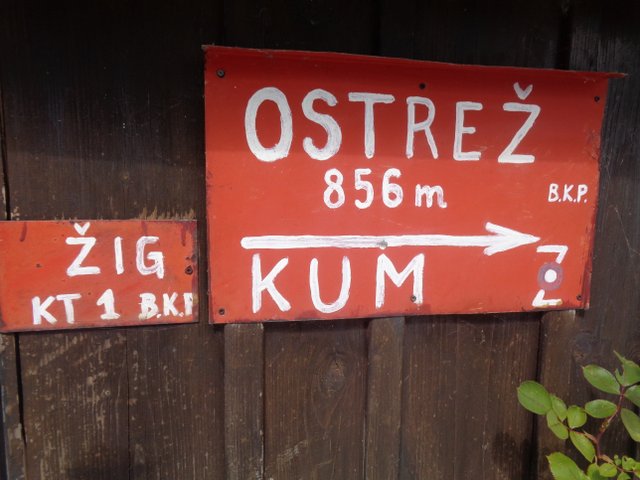 ŽIG
KT 1 B.K.P
OSTREŽ
856 m
B.K.P.
KUM
Z